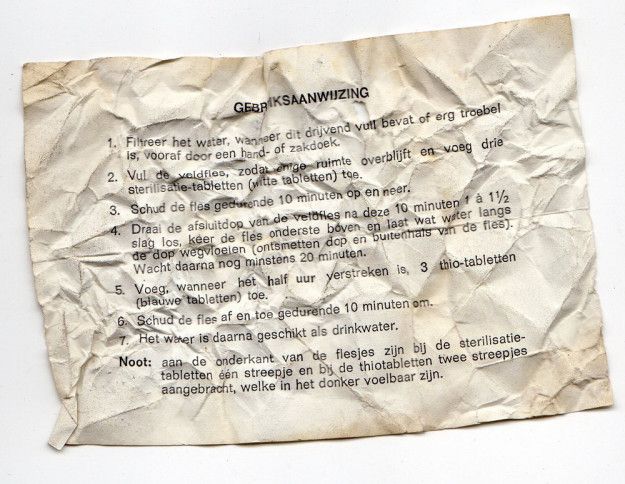 GEBRUIKSAANWIJZING
1. Filtreer het water, wanneer dit drijvend vuil bevat of erg troebel
is, vooraf door een hand- of zakdoek.
2. Vul de veldfles, zodat enige ruimte overblijft en voeg drie
sterilisatie-tabletten (witte tabletten) toe.
3. Schud de fles gedurende 10 minuten op en neer.
4. Draai de afsluitdop van de veldfles na deze 10 minuten 1 à 1½
slag los, keer de fles onderste boven en laat wat water langs
de dop wegvloeien (ontsmetten dop en buitenhals van de fles).
Wacht daarna nog minstens 20 minuten.
5. Voeg, wanneer het half uur verstreken is, 3 thio-tabletten
(blauwe tabletten) toe.
6. Schud de fles af en toe gedurende 10 minuten om.
7. Het water is daarna geschikt als drinkwater.
Noot: aan de onderkant van de flesjes zijn bij de sterilisatie-
tabletten één streepje en bij de thiotabletten twee streepjes
aangebracht, welke in het donker voelbaar zijn.